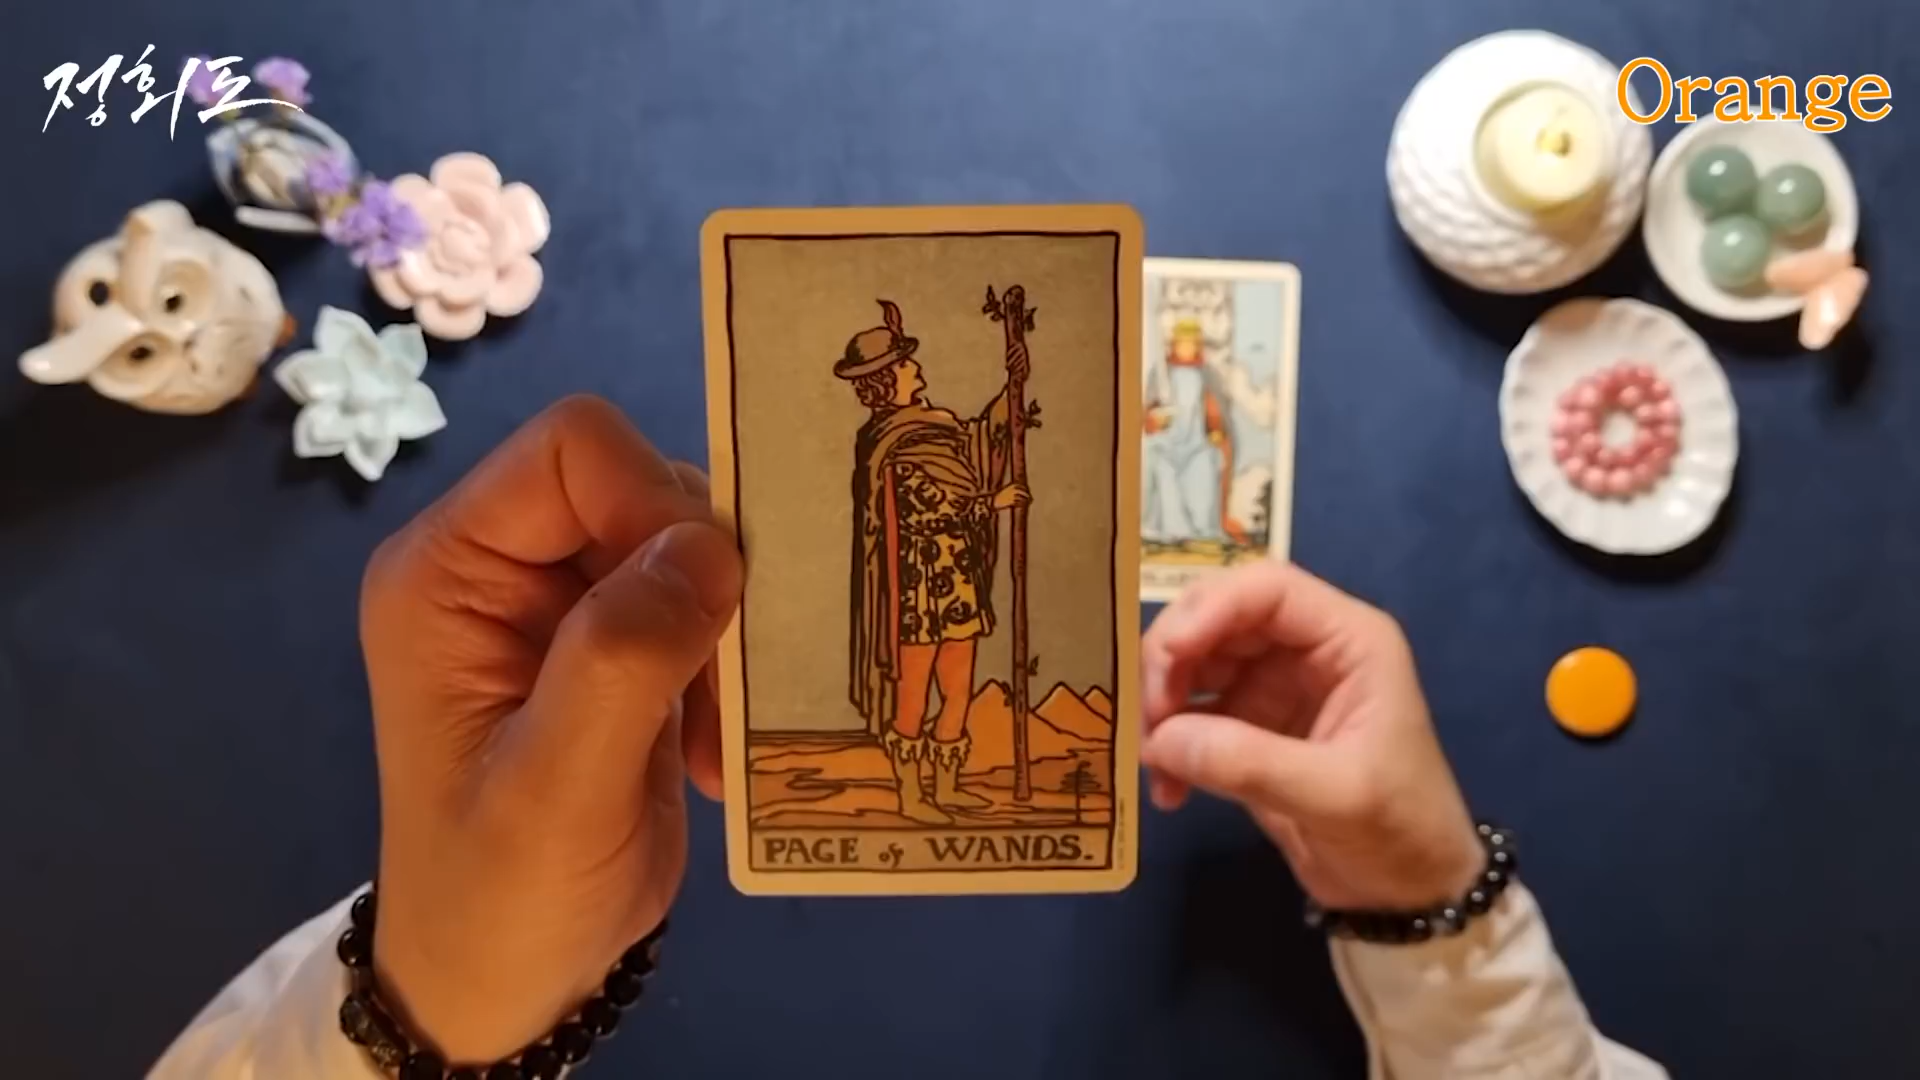 정회도
Orange
PAGE of WANDS.